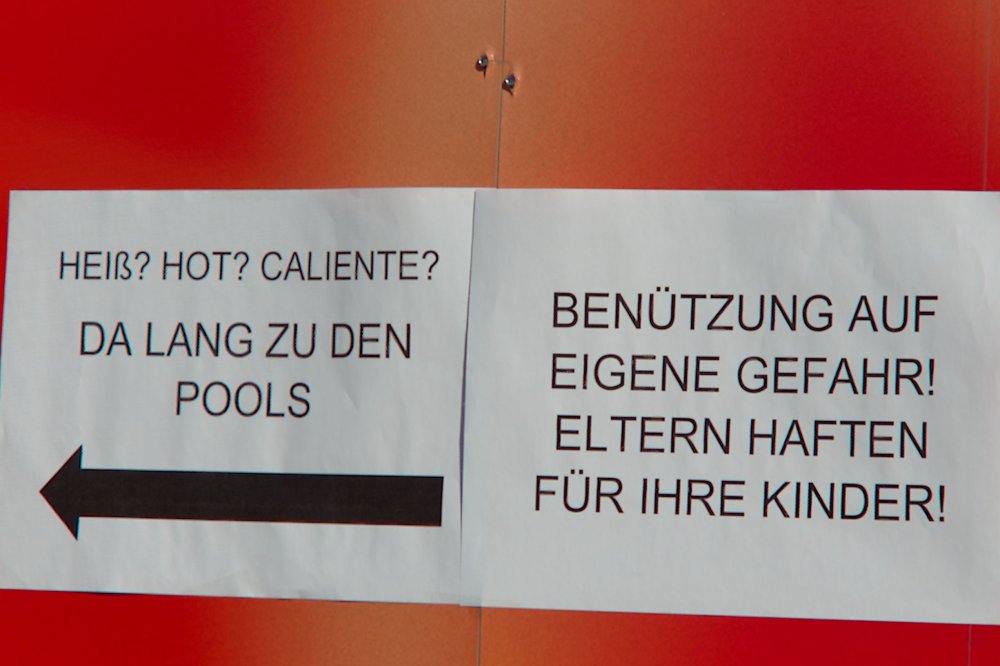 HEIß? HOT? CALIENTE?
DA LANG ZU DEN
POOLS
BENÜTZUNG AUF
EIGENE GEFAHR!
ELTERN HAFTEN
FÜR IHRE KINDER!